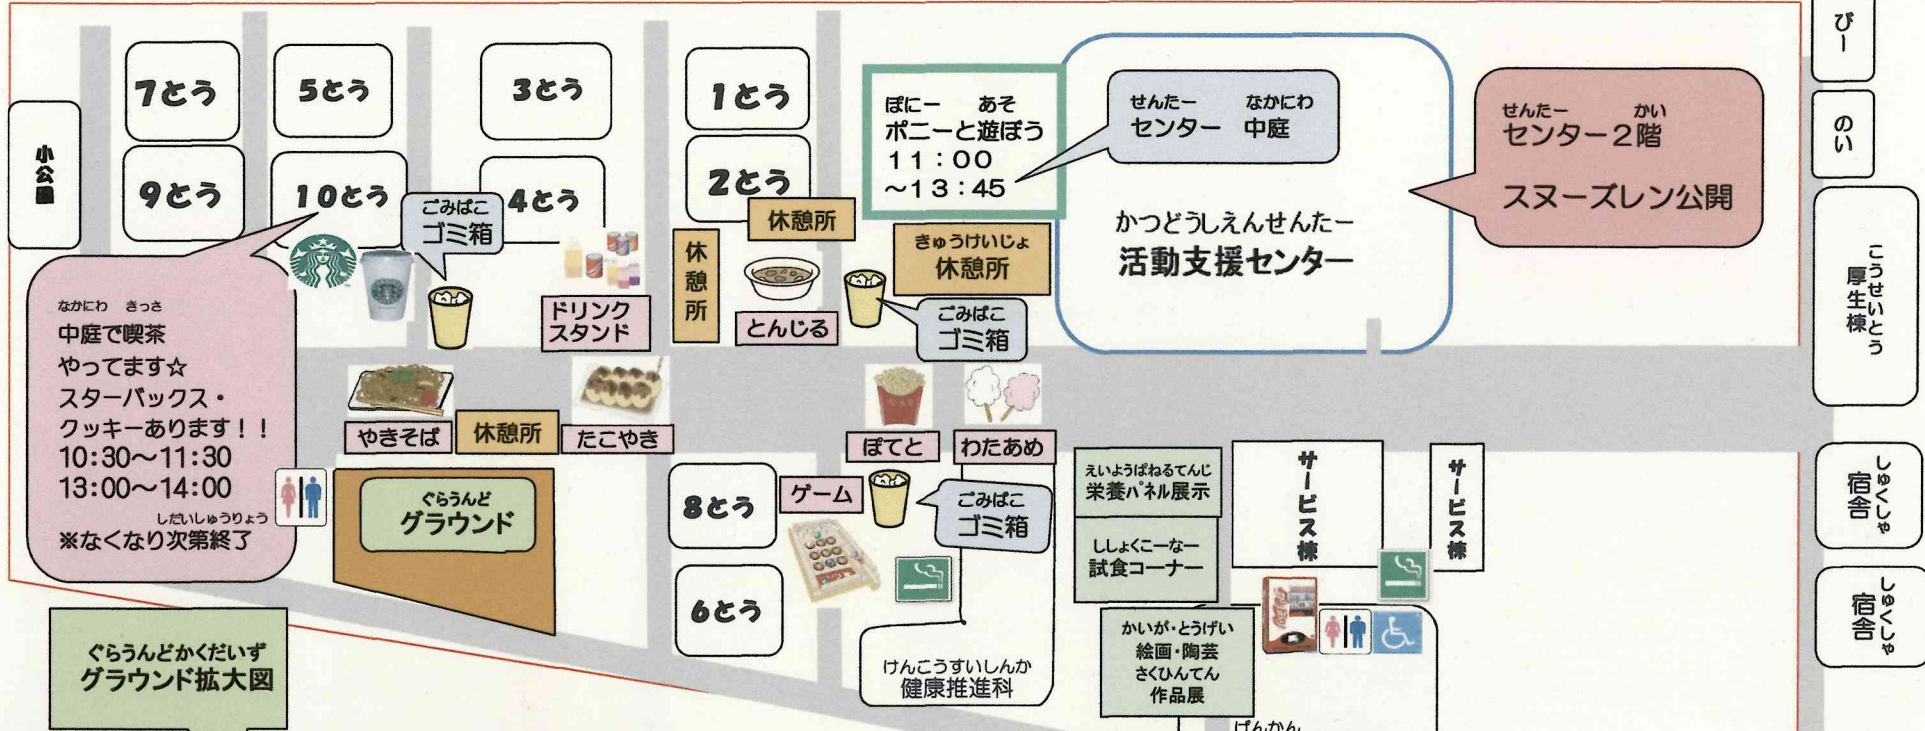 びー
のい
こうせいとう
厚生棟
しゅくしゃ
宿舎
しゅくしゃ
宿舎
小公園
7とう
5とう
3とう
1とう
9とう
10とう
4とう
2とう
ぽにー あそ
ポニーと遊ぼう
11:00
~13:45
せんたー なかにわ
センター 中庭
かつどうしえんせんたー
活動支援センター
せんたー かい
センター2階
スヌーズレン公開
ごみばこ
ゴミ箱
休憩所
休憩所
きゅうけいじょ
休憩所
ドリンク
スタンド
とんじる
ごみばこ
ゴミ箱
なかにわ きっさ
中庭で喫茶
やってます☆
スターバックス・
クッキーあります!!
10:30~11:30
13:00~14:00
しだいしゅうりょう
※なくなり次第終了
やきそば
休憩所
たこやき
ぽてと
わたあめ
ぐらうんど
グラウンド
8とう
ゲーム
ごみばこ
ゴミ箱
6とう
えいようぱねるてんじ
栄養パネル展示
ししょくこーなー
試食コーナー
サービス棟
サービス棟
かいが・とうげい
絵画・陶芸
さくひんてん
作品展
けんこうすいしんか
健康推進科
げんかん
ぐらうんどかくだいず
グラウンド拡大図